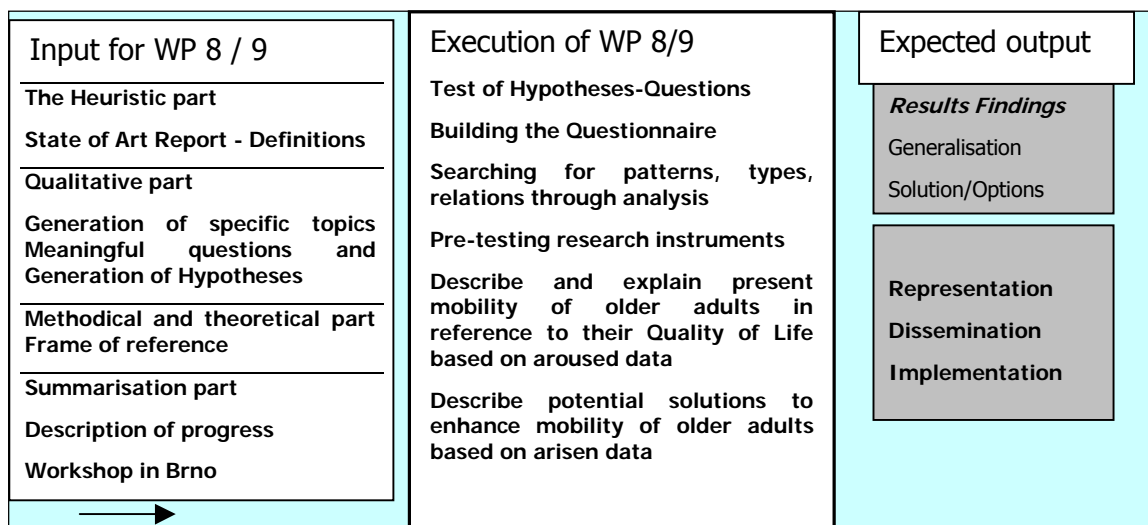 Input for WP 8 / 9
The Heuristic part
State of Art Report - Definitions
Qualitative part
Generation of specific topics
Meaningful questions and
Generation of Hypotheses
Methodical and theoretical part
Frame of reference
Summarisation part
Description of progress
Workshop in Brno
Execution of WP 8/9
Test of Hypotheses-Questions
Building the Questionnaire
Searching for patterns, types,
relations through analysis
Pre-testing research instruments
Describe and explain present
mobility of older adults in
reference to their Quality of Life
based on aroused data
Describe potential solutions to
enhance mobility of older adults
based on arisen data
Expected output
Results Findings
Generalisation
Solution/Options
Representation
Dissemination
Implementation